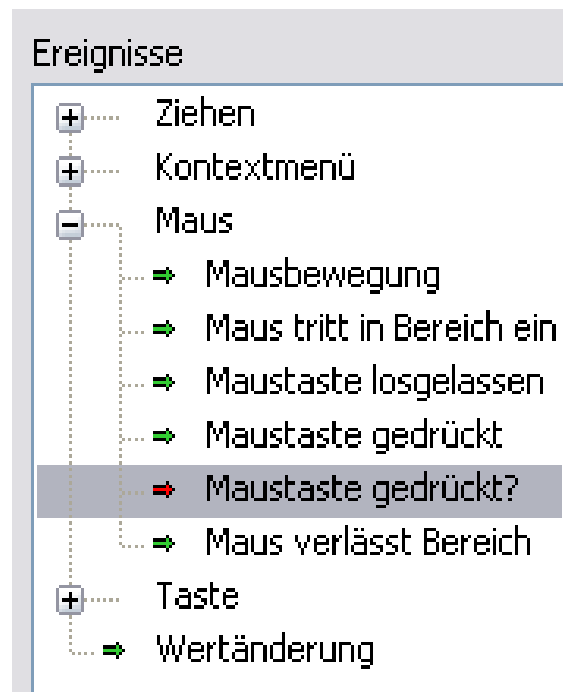 Ereignisse
Ziehen
Kontextmenü
Maus
Mausbewegung
Maus tritt in Bereich ein
Maustaste losgelassen
Maustaste gedrückt
Maustaste gedrückt?
Maus verlässt Bereich
Taste
Wertänderung